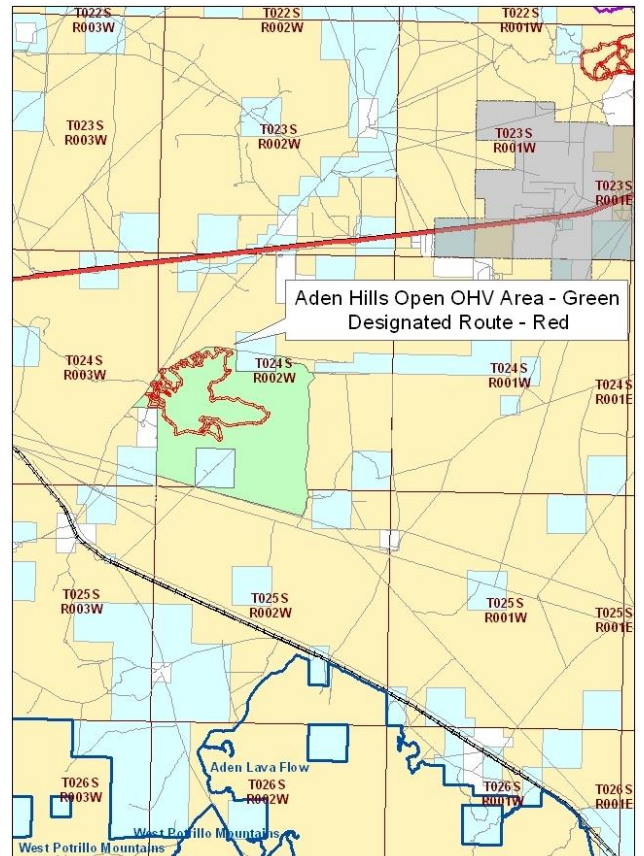 T022S
R003W
T022S
R002W
T022S
R001W
T023S
R003W
T023S
R002W
T023S
R001W
T023S
R001E
Aden Hills Open OHV Area - Green
Designated Route - Red
T024S
R003W
T024S
R002W
T024S
R001W
T024S
R001E
T025S
R003W
T025S
R002W
T025S
R001W
T025S
R001E
Aden Lava Flow
T026S
R003W
T026S
R002W
T026S
R001W
T026S
R001E
West Potrillo Mountains
West Potrillo Mountains